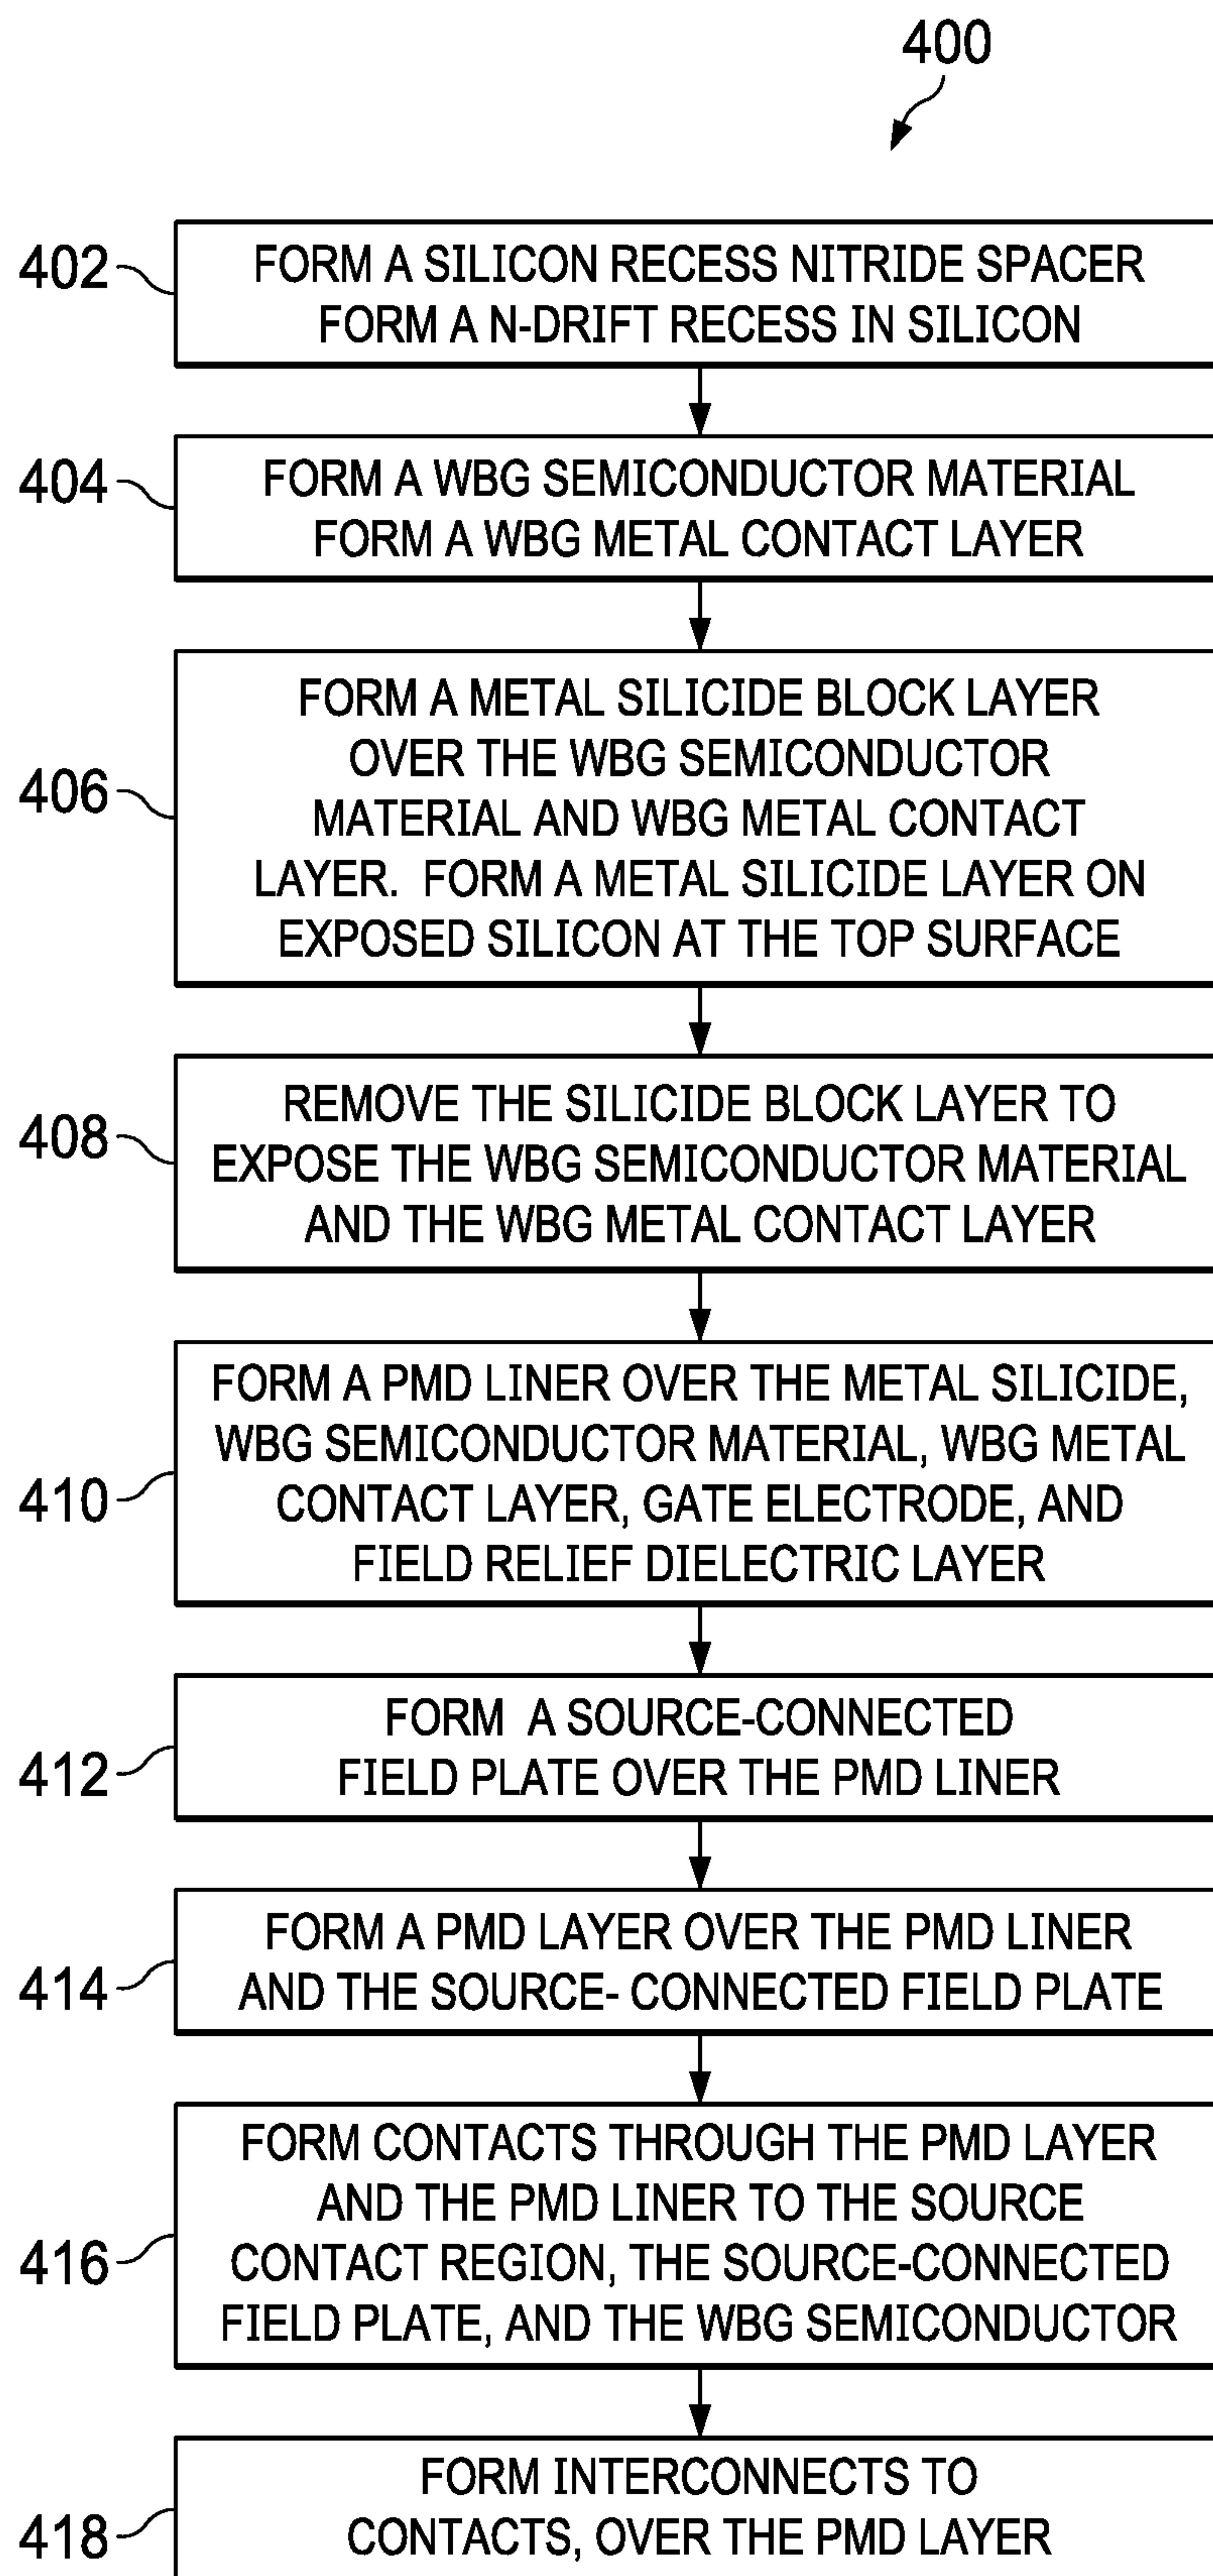 400
402
FORM A SILICON RECESS NITRIDE SPACER
FORM A N-DRIFT RECESS IN SILICON
404
FORM A WBG SEMICONDUCTOR MATERIAL
FORM A WBG METAL CONTACT LAYER
406
FORM A METAL SILICIDE BLOCK LAYER
OVER THE WBG SEMICONDUCTOR
MATERIAL AND WBG METAL CONTACT
LAYER. FORM A METAL SILICIDE LAYER ON
EXPOSED SILICON AT THE TOP SURFACE
408
REMOVE THE SILICIDE BLOCK LAYER TO
EXPOSE THE WBG SEMICONDUCTOR MATERIAL
AND THE WBG METAL CONTACT LAYER
410
FORM A PMD LINER OVER THE METAL SILICIDE,
WBG SEMICONDUCTOR MATERIAL, WBG METAL
CONTACT LAYER, GATE ELECTRODE, AND
FIELD RELIEF DIELECTRIC LAYER
412
FORM A SOURCE-CONNECTED
FIELD PLATE OVER THE PMD LINER
414
FORM A PMD LAYER OVER THE PMD LINER
AND THE SOURCE- CONNECTED FIELD PLATE
416
FORM CONTACTS THROUGH THE PMD LAYER
AND THE PMD LINER TO THE SOURCE
CONTACT REGION, THE SOURCE-CONNECTED
FIELD PLATE, AND THE WBG SEMICONDUCTOR
418
FORM INTERCONNECTS TO
CONTACTS, OVER THE PMD LAYER